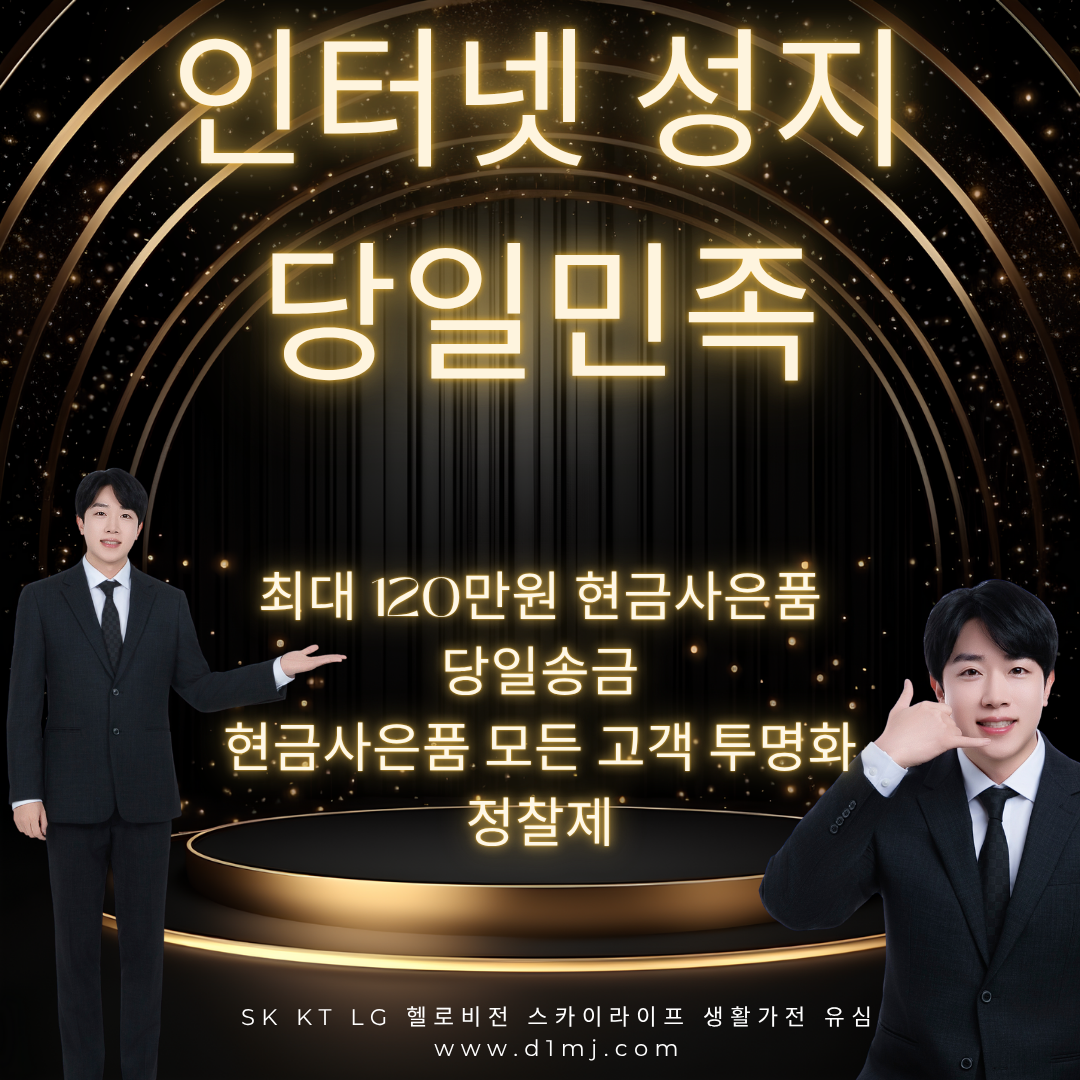 인터넷 성지
당일민족
최대 120만원 현금사은품
당일송금
현금사은품 모든 고객 투명화
정찰제
SK KT LG 헬로비전 스카이라이프 생활가전 유심
www.d1mj.com